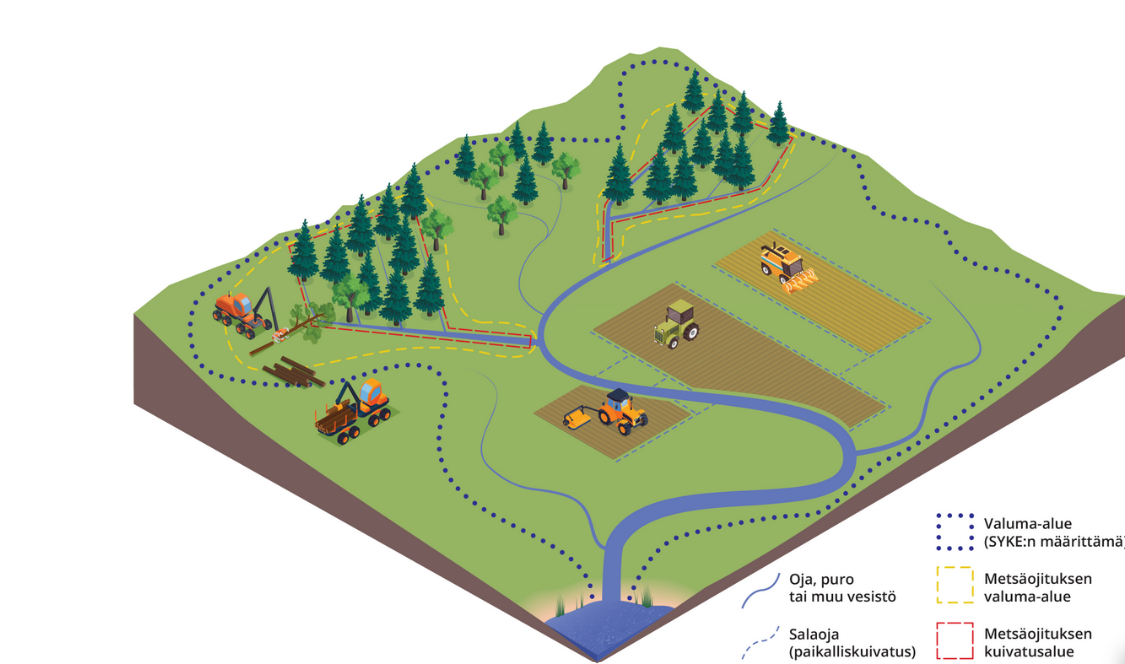 Valuma-alue
(SYKE:n määrittämä)
Oja, puro
tai muu vesistö
Metsäojituksen
valuma-alue
Salaoja
(paikalliskuivatus)
Metsäojituksen
kuivatusalue